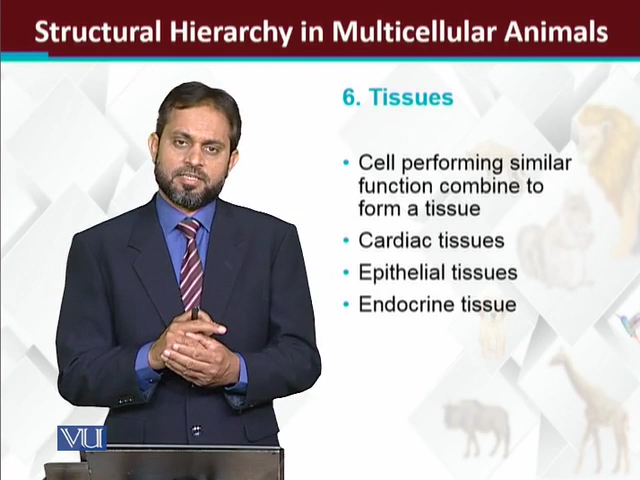 Structural Hierarchy in Multicellular Animals
6. Tissues
• Cell performing similar
function combine to
form a tissue
• Cardiac tissues
• Epithelial tissues
• Endocrine tissue
VU